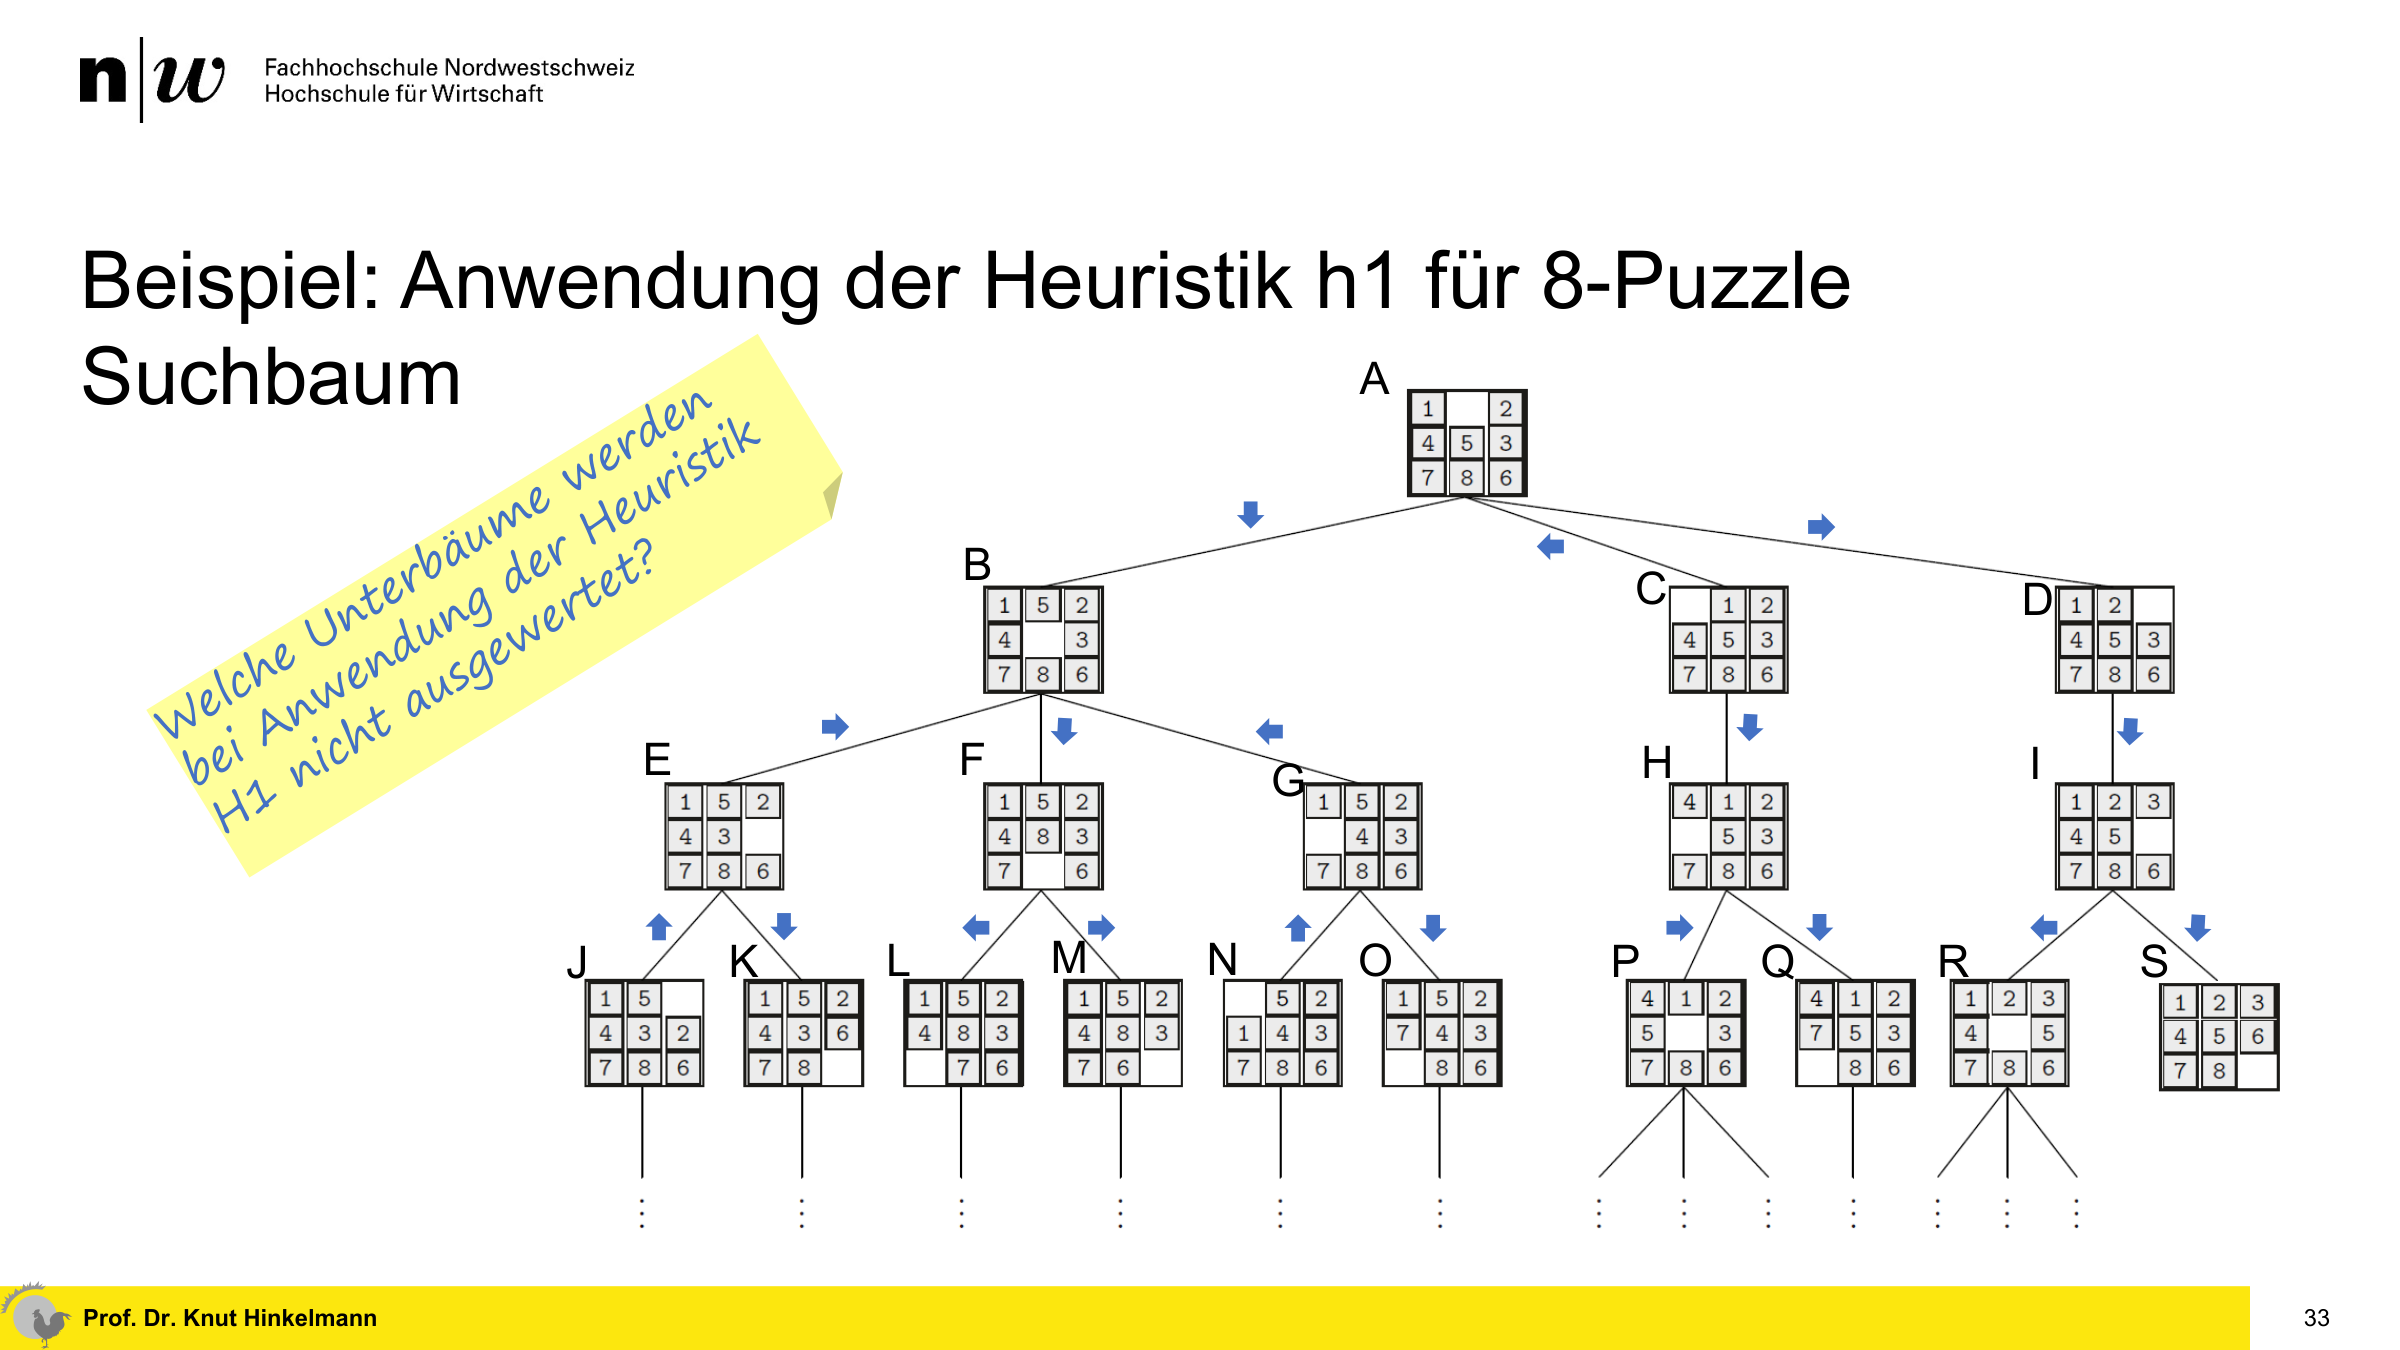 n|w Fachhochschule Nordwestschweiz
Hochschule für Wirtschaft
Beispiel: Anwendung der Heuristik h1 für 8-Puzzle
Suchbaum
Welche Unterbäume werden
bei Anwendung der Heuristik
H1 nicht ausgewertet?
A
1 2
4 5 3
7 8 6
B
1 5 2
4 3
7 8 6
C
1 2
4 5 3
7 8 6
D
1 2
4 5 3
7 8 6
E
1 5 2
4 3
7 8 6
F
1 5 2
4 8 3
7 6
G
1 5 2
4 3
7 8 6
H
4 1 2
5 3
7 8 6
I
1 2 3
4 5
7 8 6
J
1 5
4 3 2
7 8 6
K
1 5 2
4 3 6
7 8
L
1 5 2
4 8 3
7 6
M
1 5 2
4 8 3
7 6
N
5 2
1 4 3
7 8 6
O
1 5 2
7 4 3
8 6
P
4 1 2
5 3
7 8 6
Q
4 1 2
7 5 3
8 6
R
1 2 3
4 5
7 8 6
S
1 2 3
4 5 6
7 8
Prof. Dr. Knut Hinkelmann
33